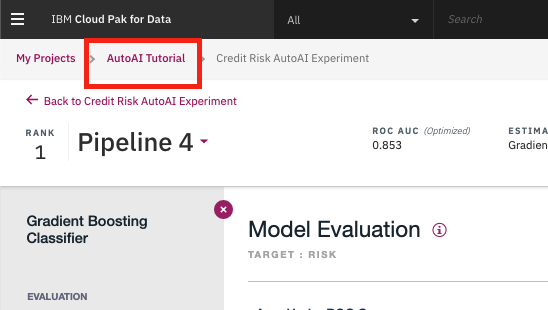 IBM Cloud Pak for Data
All
Search
My Projects
AutoAI Tutorial
Credit Risk AutoAI Experiment
Back to Credit Risk AutoAI Experiment
RANK
1
Pipeline 4
ROC AUC (Optimized)
0.853
ESTIMA
Gradien
Gradient Boosting
Classifier
Model Evaluation
TARGET : RISK
EVALUATION